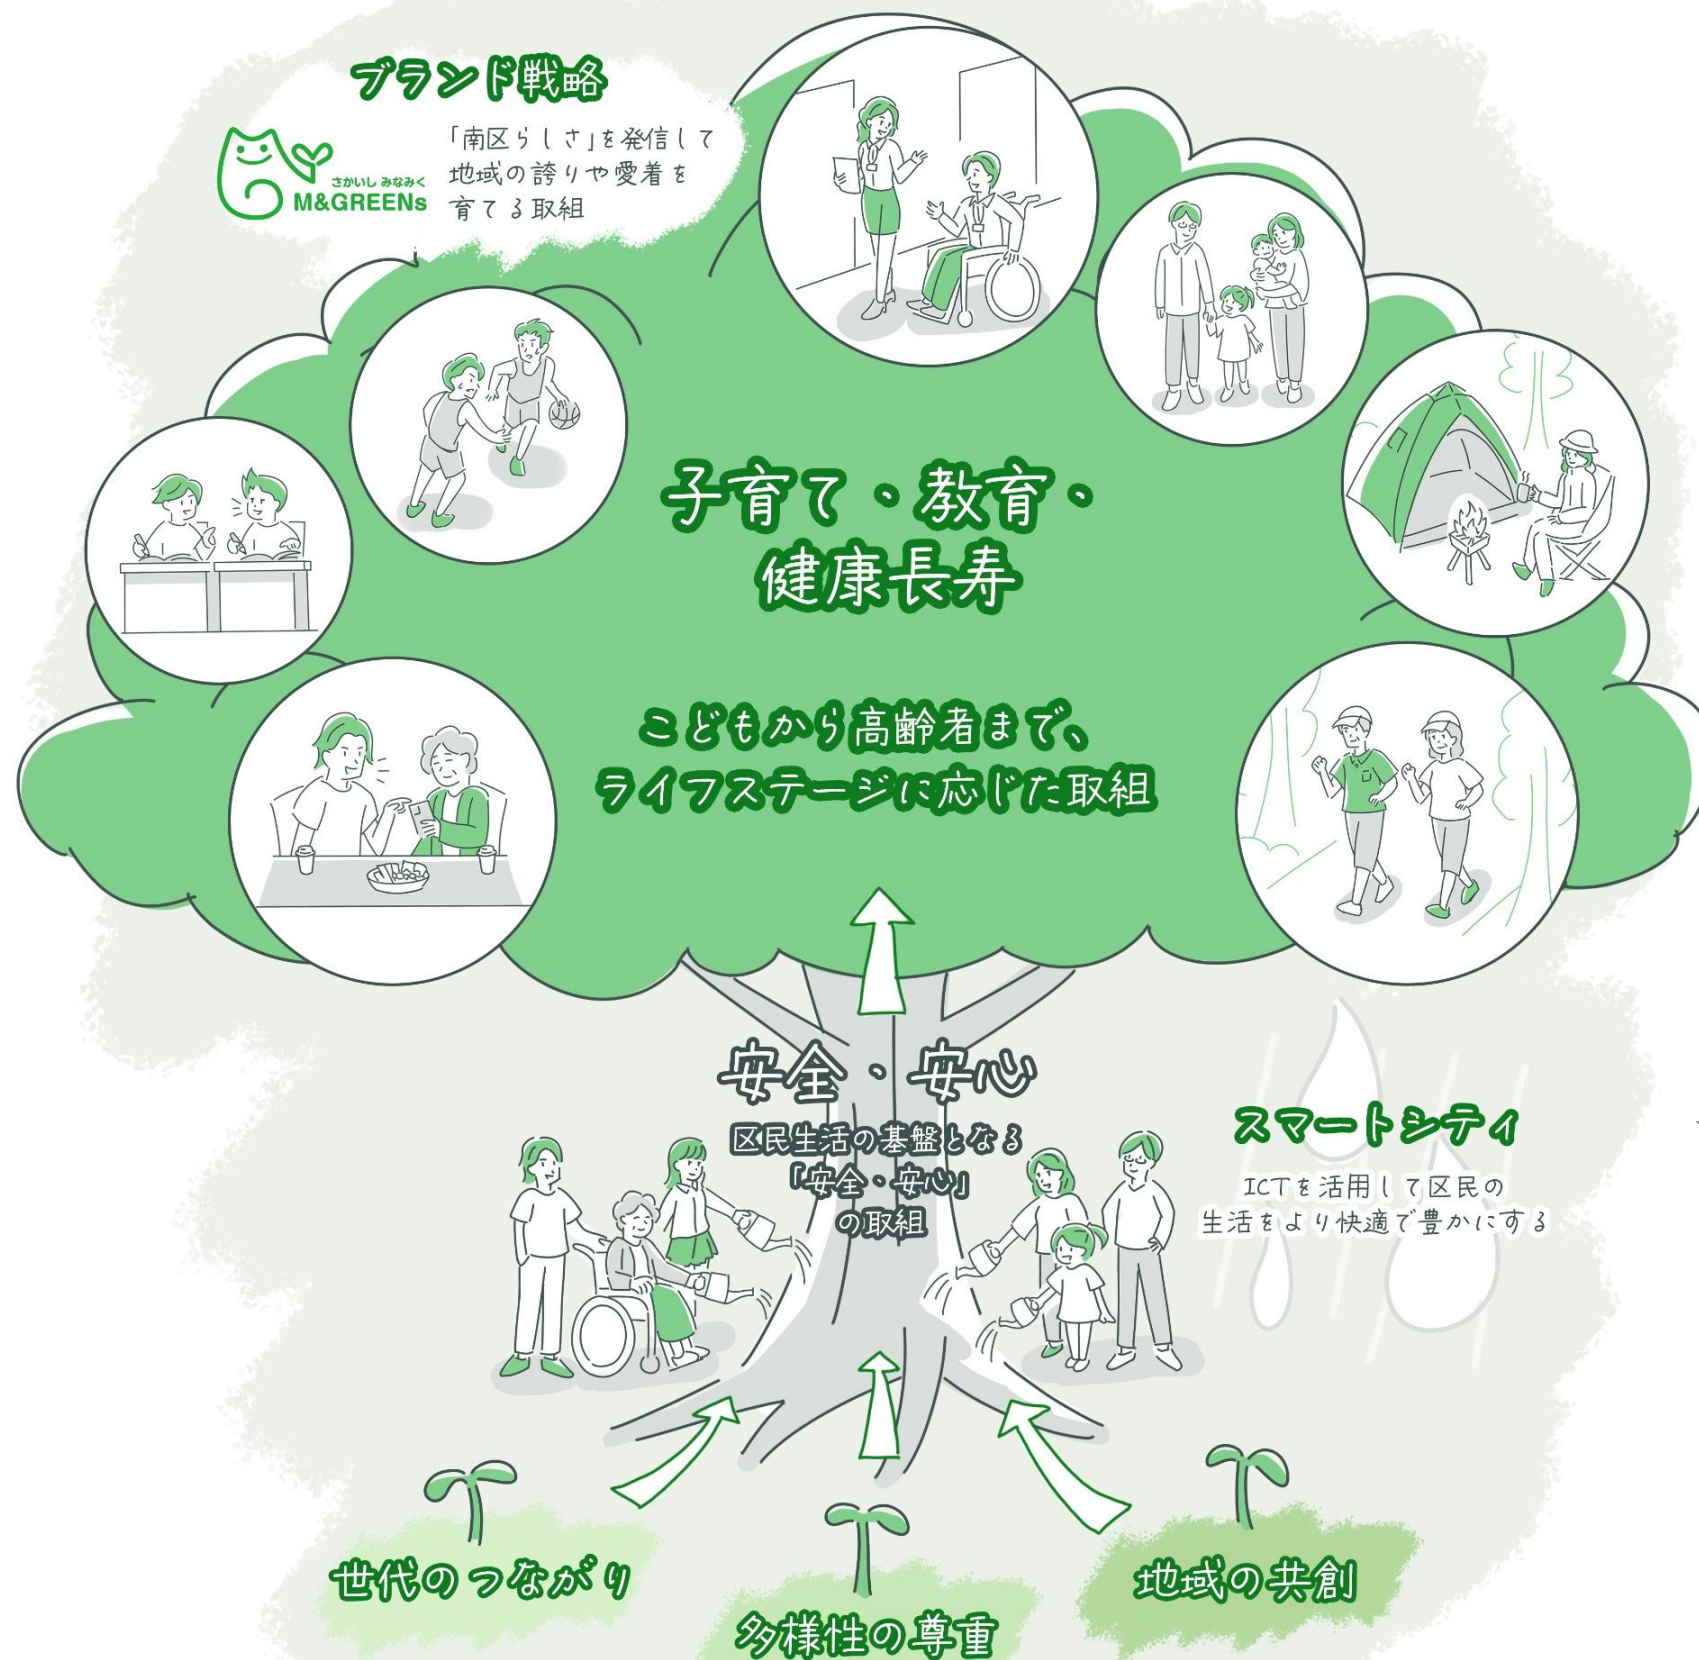 ブランド戦略
さかいし みなみく
M&GREENs
「南区らしさ」を発信して
地域の誇りや愛着を
育てる取組
子育て・教育・
健康長寿
こどもから高齢者まで、
ライフステージに応じた取組
安全・安心
区民生活の基盤となる
「安全・安心」
の取組
スマートシティ
ICTを活用して区民の
生活をより快適で豊かにする
世代のつながり
多様性の尊重
地域の共創